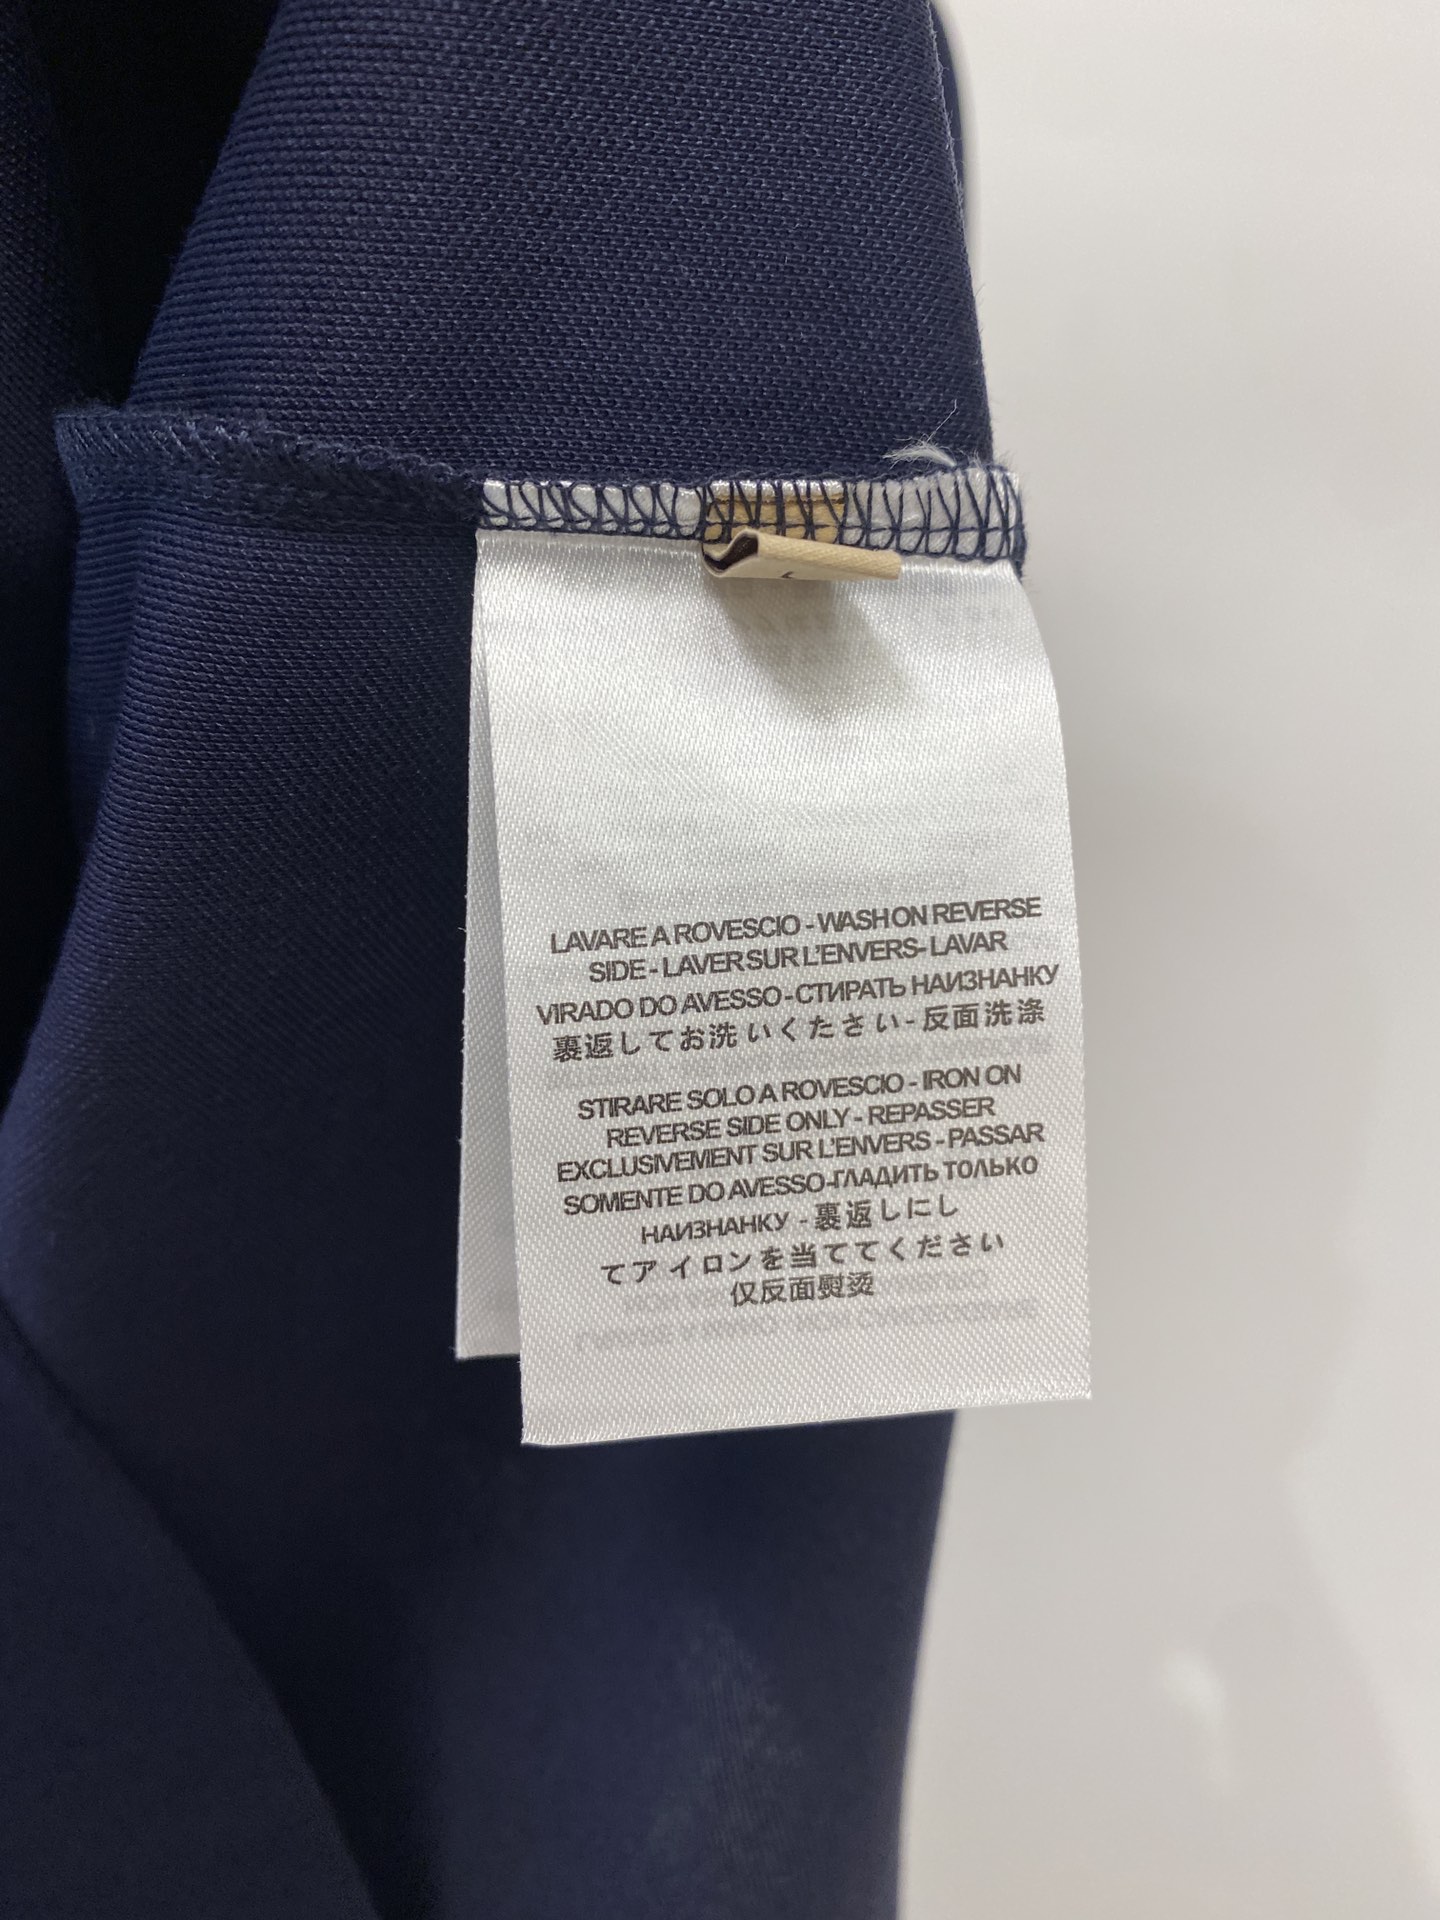 LAVARE A ROVESCIO - WASH ON REVERSE
SIDE - LAVER SUR L'ENVERS- LAVAR
VIRADO DO AVESSO - СТИРАТЬ НАИЗНАНКУ
裏返してお洗いくたさい - 反面洗涤
STIRARE SOLO A ROVESCIO - IRON ON
REVERSE SIDE ONLY - REPASSER
EXCLUSIVEMENT SUR L'ENVERS - PASSAR
SOMENTE DO AVESSO-ГЛАДИТЬ ТОЛЬКО
НАИЗНАНКУ - 裏返しにし
てアイロンを当ててください
仅反面熨烫